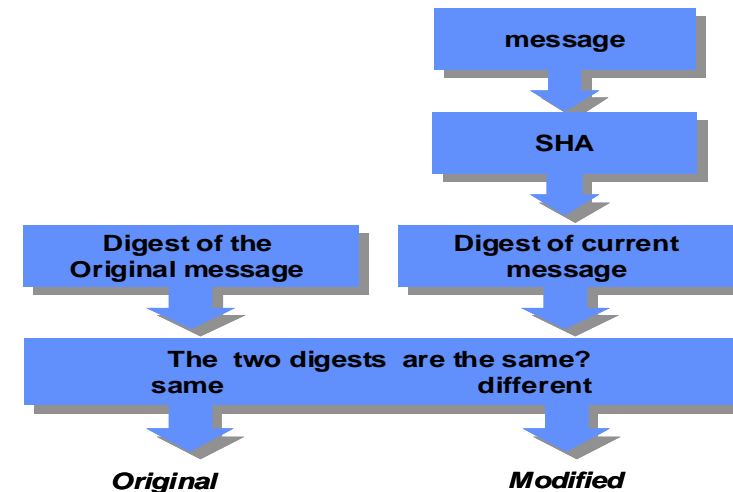 message
SHA
Digest of the
Original message
Digest of current
message
The two digests are the same?
same different
Original Modified